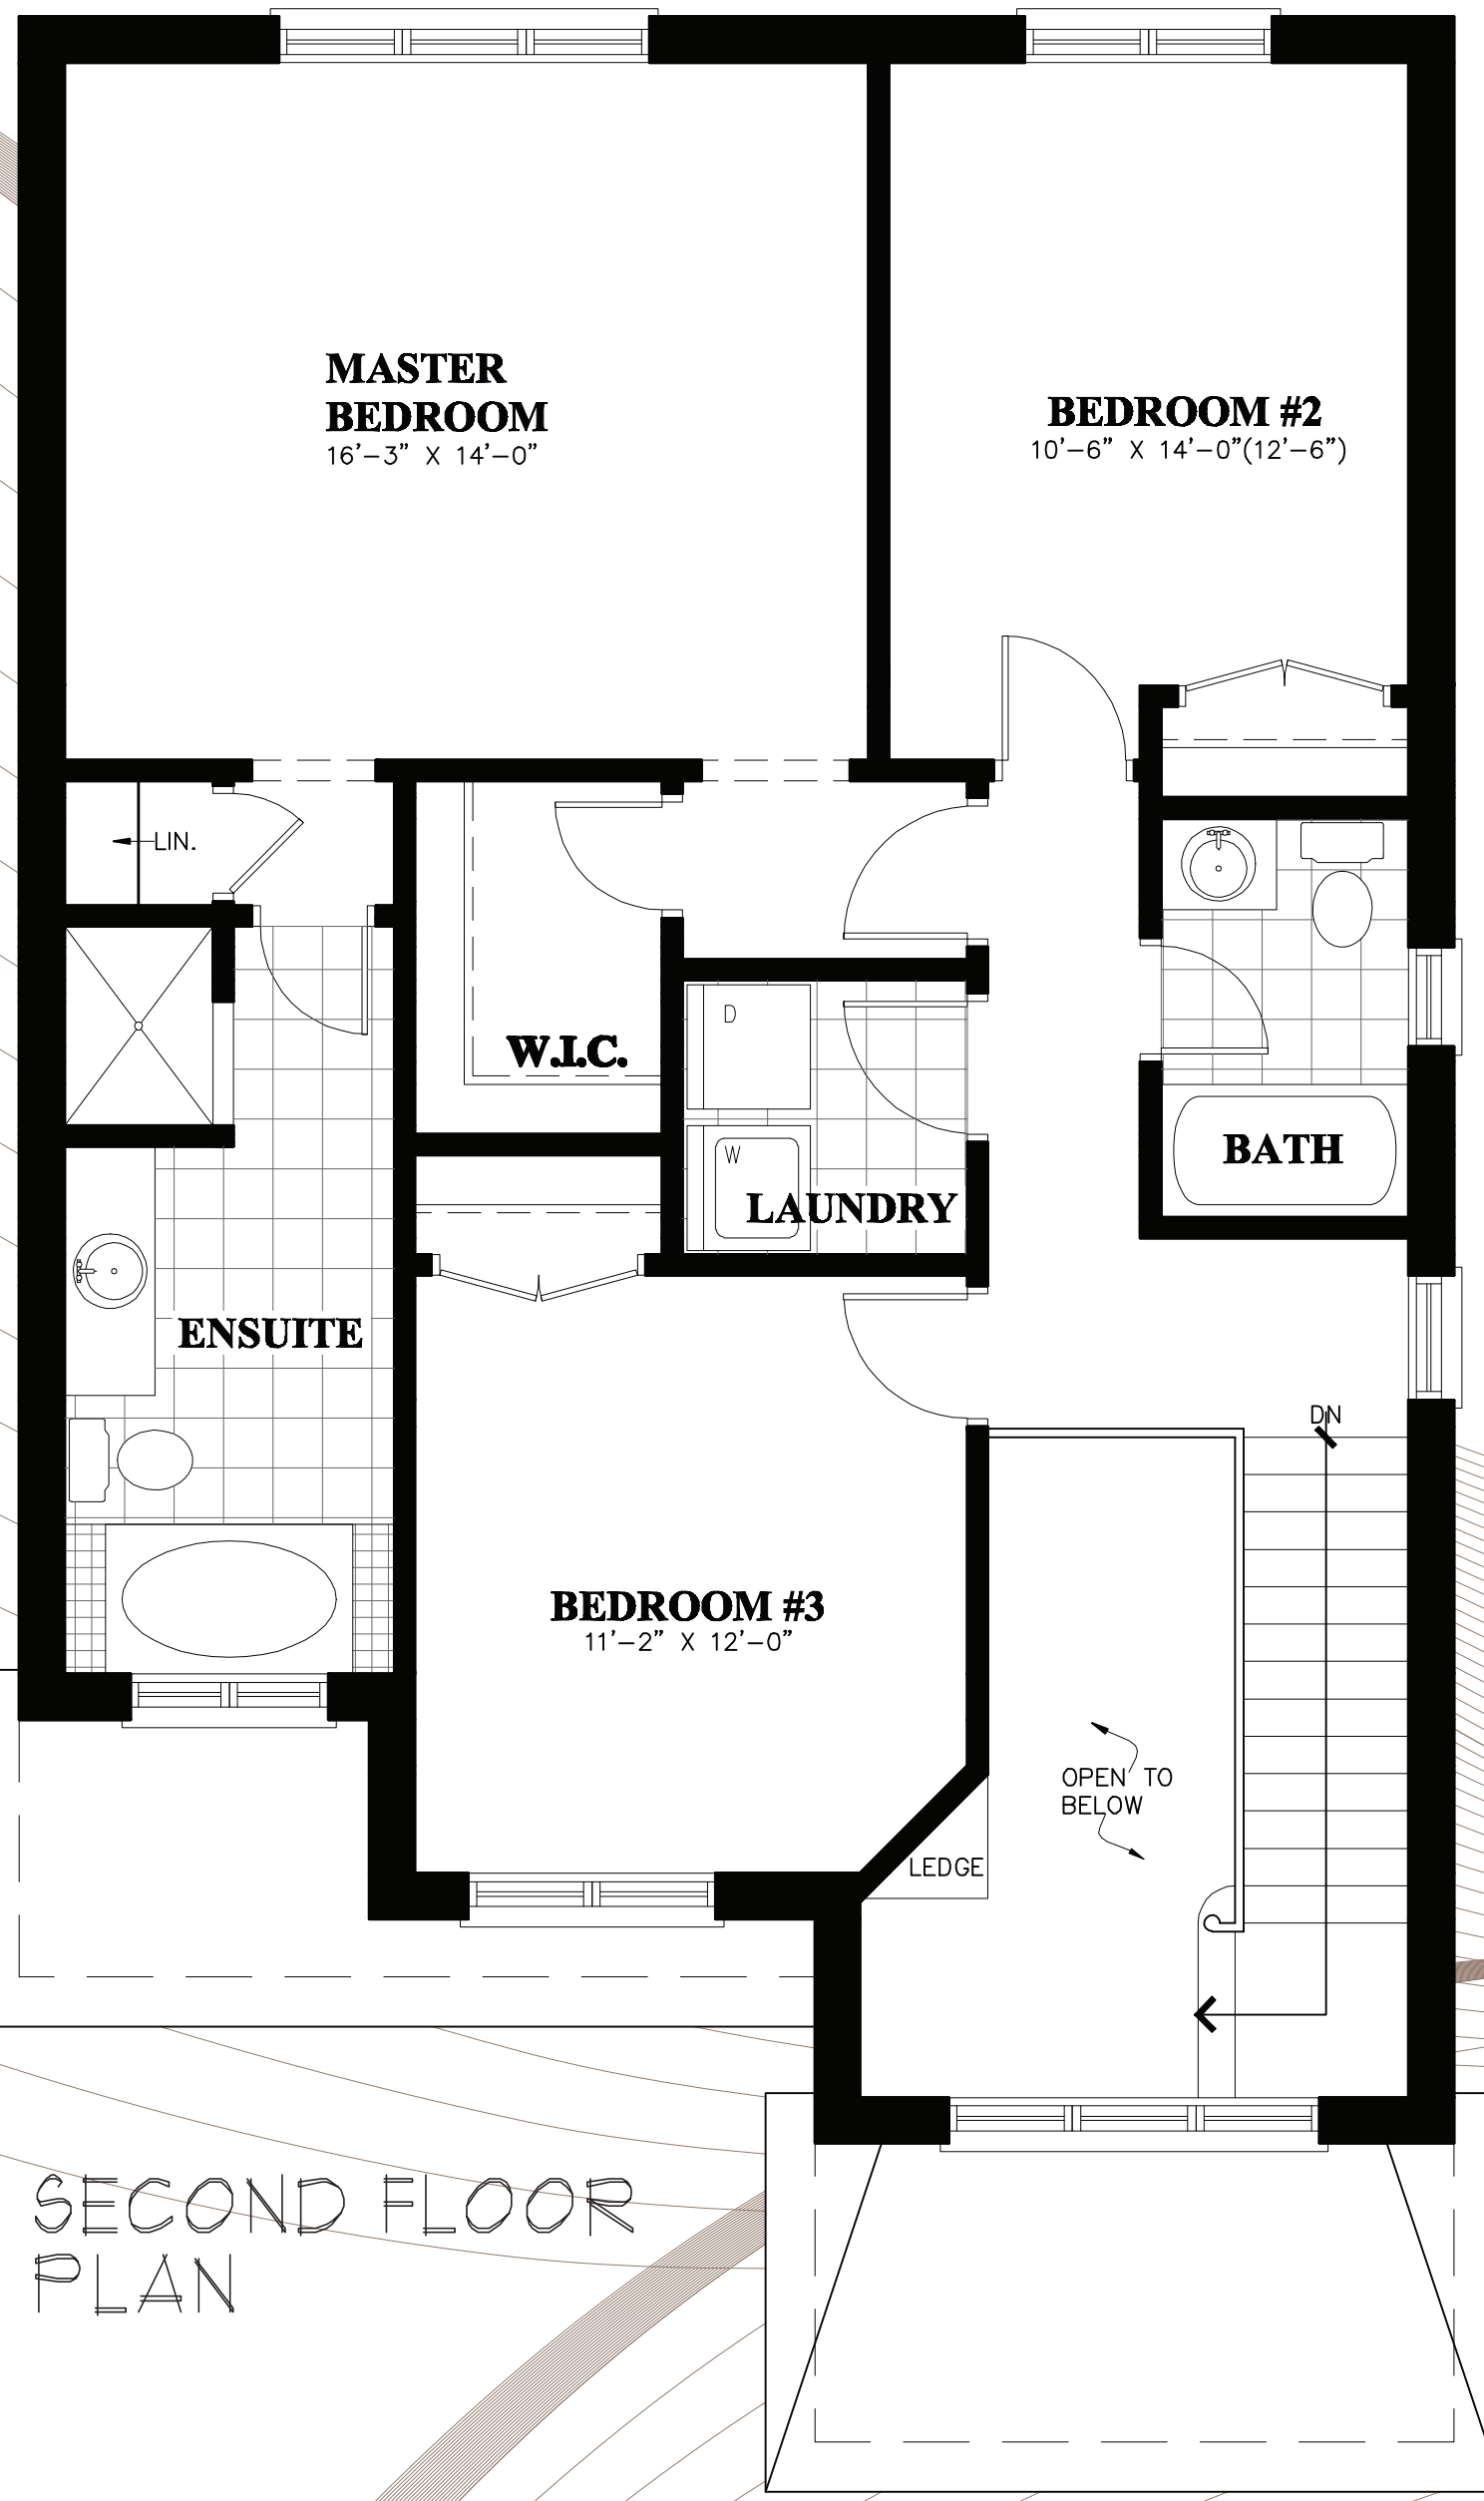 MASTER
BEDROOM
16'-3" X 14'-0"
BEDROOM #2
10'-6" X 14'-0"(12'-6")
LIN.
D
W.I.C.
W
BATH
LAUNDRY
ENSUITE
DN
BEDROOM #3
11'-2" X 12'-0"
OPEN TO
BELOW
LEDGE
SECOND FLOOR
PLAN